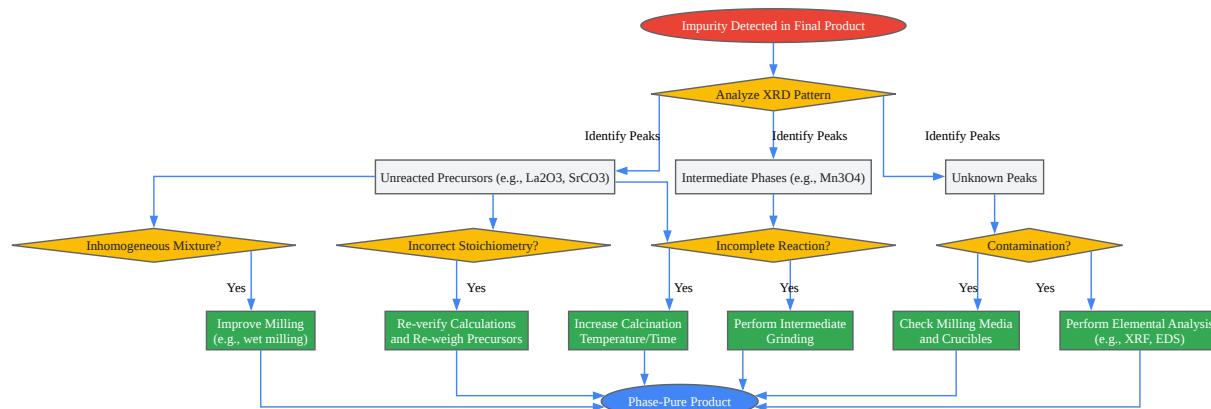 Impurity Detected in Final Product
Analyze XRD Pattern
Identify Peaks
Identify Peaks
Identify Peaks
Unreacted Precursors (e.g., La2O3, SrCO3)
Intermediate Phases (e.g., Mn3O4)
Unknown Peaks
Inhomogeneous Mixture?
Incorrect Stoichiometry?
Incomplete Reaction?
Contamination?
Yes
Yes
Yes
Yes
Yes
Yes
Improve Milling
(e.g., wet milling)
Re-verify Calculations
and Re-weigh Precursors
Increase Calcination
Temperature/Time
Perform Intermediate
Grinding
Check Milling Media
and Crucibles
Perform Elemental Analysis
(e.g., XRF, EDS)
Phase-Pure Product